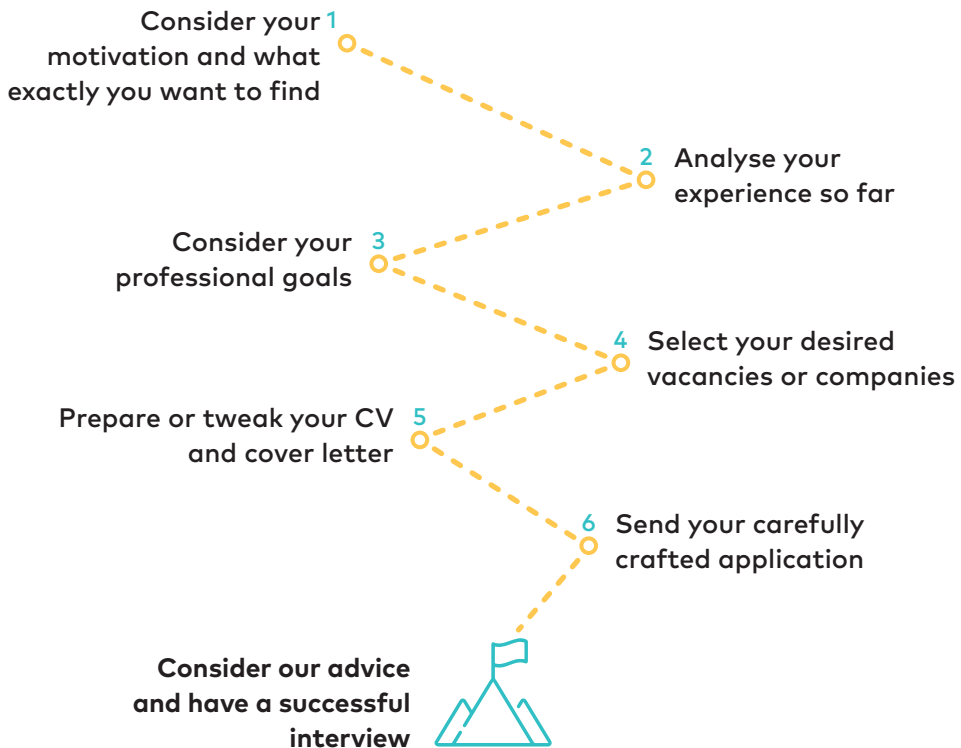 1
Consider your
motivation and what
exactly you want to find
2
Analyse your
experience so far
3
Consider your
professional goals
4
Select your desired
vacancies or companies
5
Prepare or tweak your CV
and cover letter
6
Send your carefully
crafted application
Consider our advice
and have a successful
interview